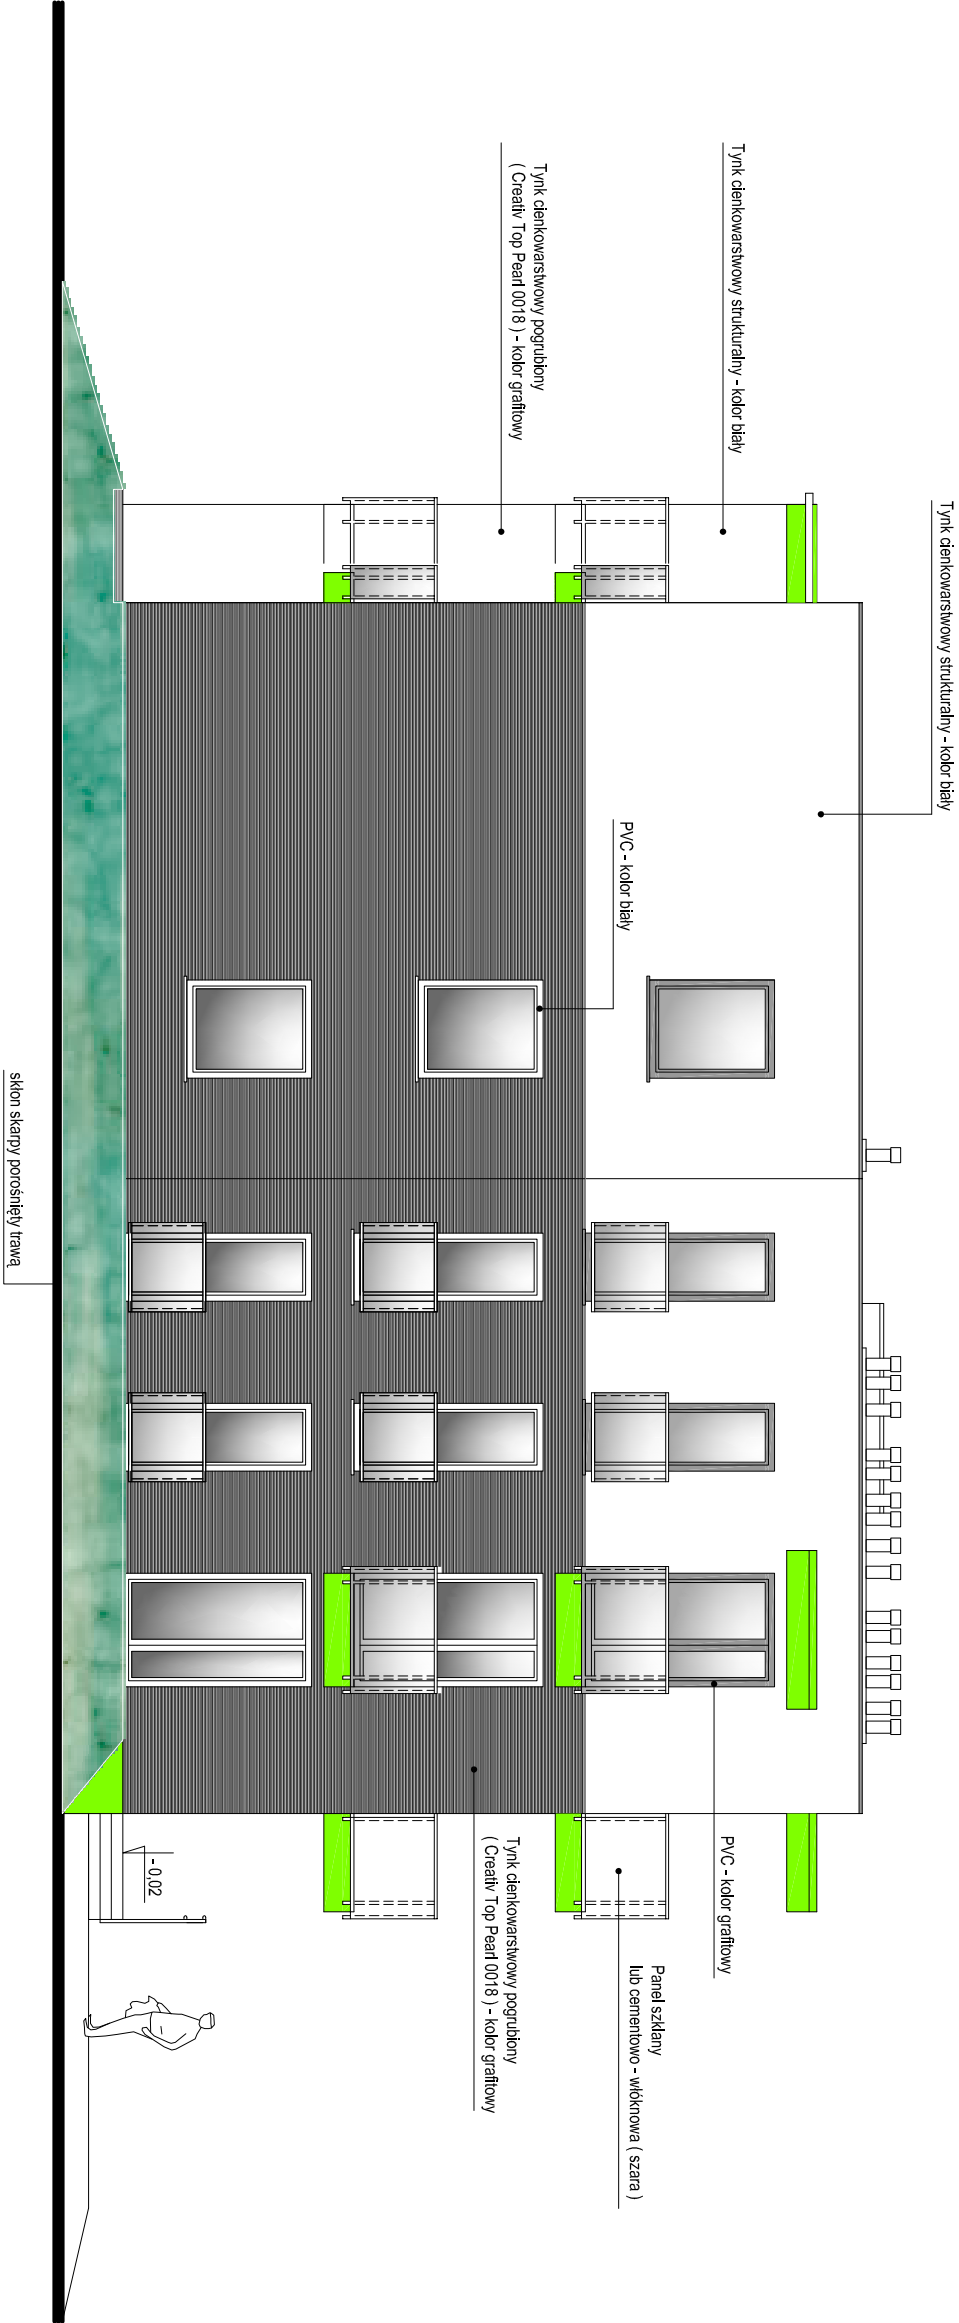 Tynk cienkowarstwowy strukturalny - kolor biały
Tynk cienkowarstwowy strukturalny - kolor biały
Tynk cienkowarstwowy pogrubiony
( Creativ Top Pearl 0018 ) - kolor grafitowy
PVC - kolor biały
PVC - kolor grafitowy
Panel szklany
lub cementowo - włóknowa ( szara )
Tynk cienkowarstwowy pogrubiony
( Creativ Top Pearl 0018 ) - kolor grafitowy
- 0,02
skłon skarpy porośnięty trawą